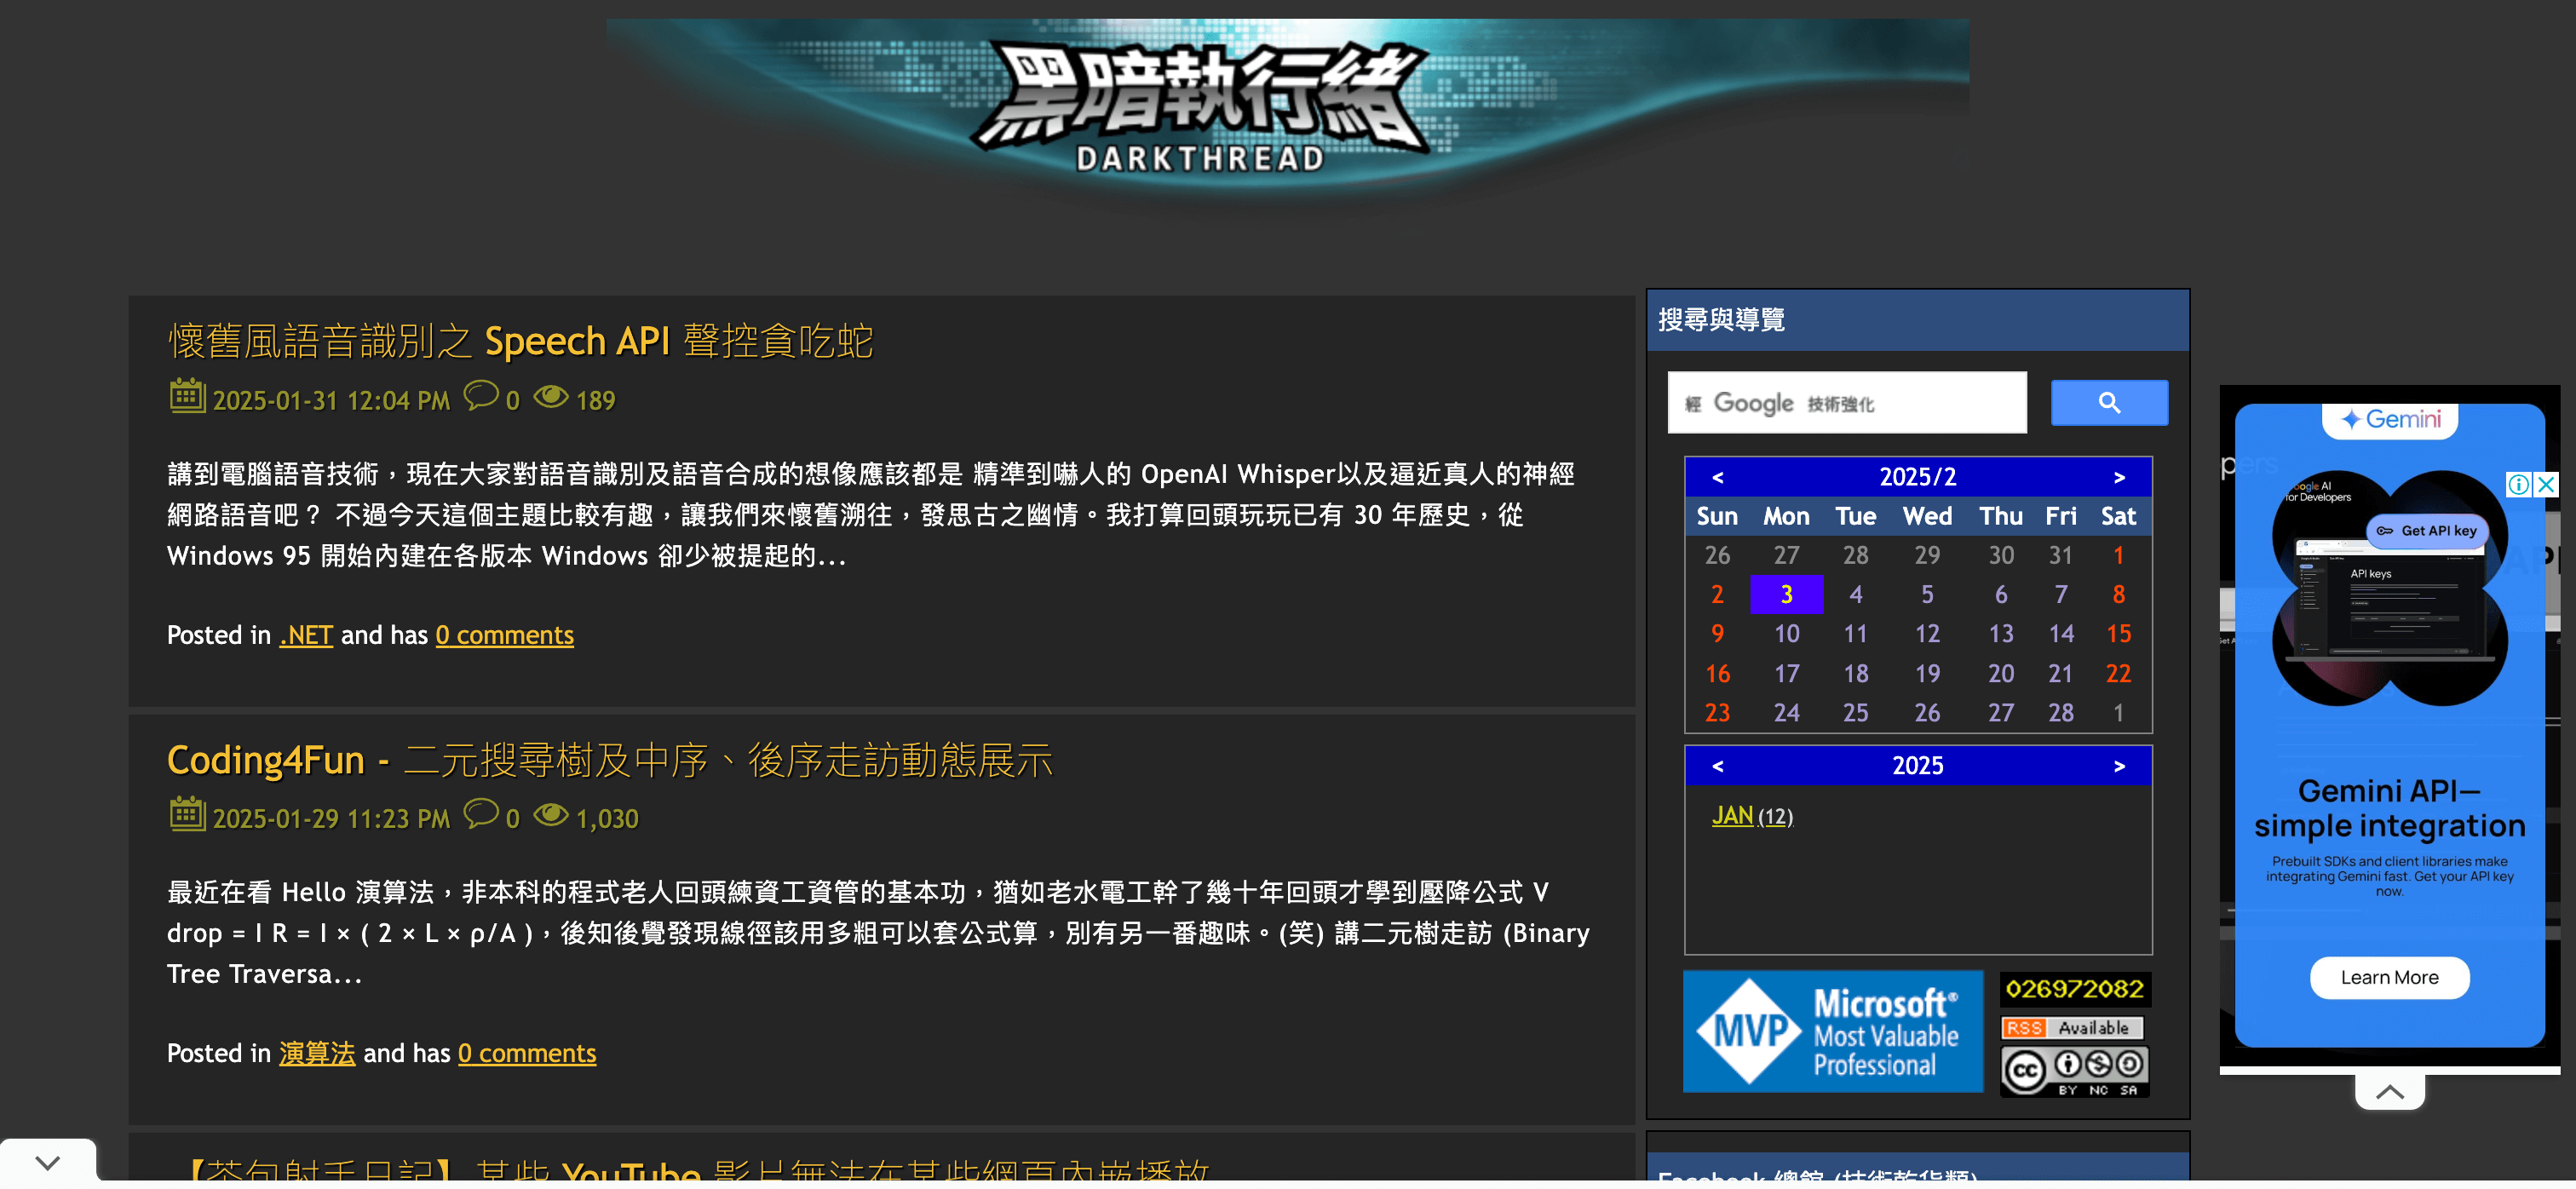 黑暗執行緒
DARKTHREAD
懷舊風語音識別之 Speech API 聲控貪吃蛇
2025-01-31 12:04 PM 0 189
講到電腦語音技術，現在大家對語音識別及語音合成的想像應該都是 精準到嚇人的 OpenAI Whisper以及逼近真人的神經
網路語音吧？ 不過今天這個主題比較有趣，讓我們來懷舊溯往，發思古之幽情。我打算回頭玩玩已有 30 年歷史，從
Windows 95 開始內建在各版本 Windows 卻少被提起的...
Posted in .NET and has 0 comments
Coding4Fun - 二元搜尋樹及中序、後序走訪動態展示
2025-01-29 11:23 PM 0 1,030
最近在看 Hello 演算法，非本科的程式老人回頭練資工資管的基本功，猶如老水電工幹了幾十年回頭才學到壓降公式 V
drop = I R = I × ( 2 × L × ρ/A )，後知後覺發現線徑該用多粗可以套公式算，別有另一番趣味。(笑) 講二元樹走訪 (Binary
Tree Traversa...
Posted in 演算法 and has 0 comments
【茶包射手日記】某些 YouTube 影片無法在某些網頁內嵌播放
搜尋與導覽
經 Google 技術強化
< 2025/2 >
Sun Mon Tue Wed Thu Fri Sat
26 27 28 29 30 31 1
2 3 4 5 6 7 8
9 10 11 12 13 14 15
16 17 18 19 20 21 22
23 24 25 26 27 28 1
< 2025 >
JAN (12)
MVP
Microsoft®
Most Valuable
Professional
026972082
RSS Available
cc
BY NC SA
Facebook 總館 (技術乾貨類)
Gemini
Google AI
for Developers
Get API key
API keys
Gemini API—
simple integration
Prebuilt SDKs and client libraries make
integrating Gemini fast. Get your API key
now.
Learn More